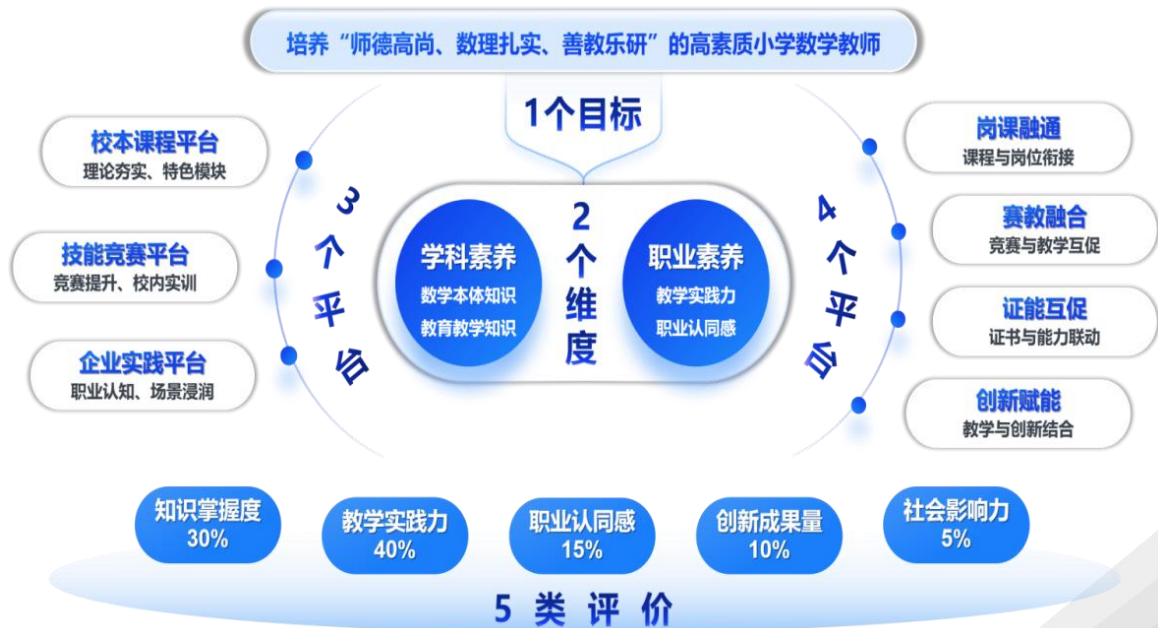 培养“师德高尚、数理扎实、善教乐研”的高素质小学数学教师
1个目标
校本课程平台
理论夯实、特色模块
技能竞赛平台
竞赛提升、校内实训
企业实践平台
职业认知、场景浸润
3个平台
学科素养
数学本体知识
教育教学知识
2个维度
职业素养
教学实践力
职业认同感
4个平台
岗课融通
课程与岗位衔接
赛教融合
竞赛与教学互促
证能互促
证书与能力联动
创新赋能
教学与创新结合
知识掌握度
30%
教学实践力
40%
职业认同感
15%
创新成果量
10%
社会影响力
5%
5类评价